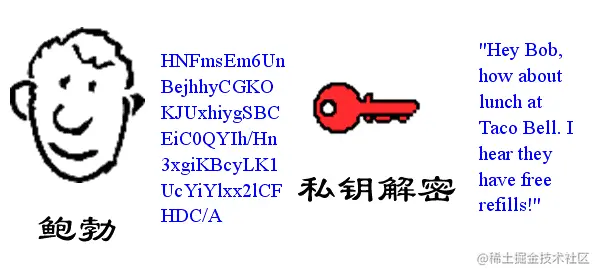 HNFmsEm6Un
BejhhyCGKO
KJUxhiygSBC
EiC0QYIh/Hn
3xgiKBcyLK1
UcYiYlxx2lCF
HDC/A
鲍勃
私钥解密
"Hey Bob,
how about
lunch at
Taco Bell. I
hear they
have free
refills!"
@稀土掘金技术社区